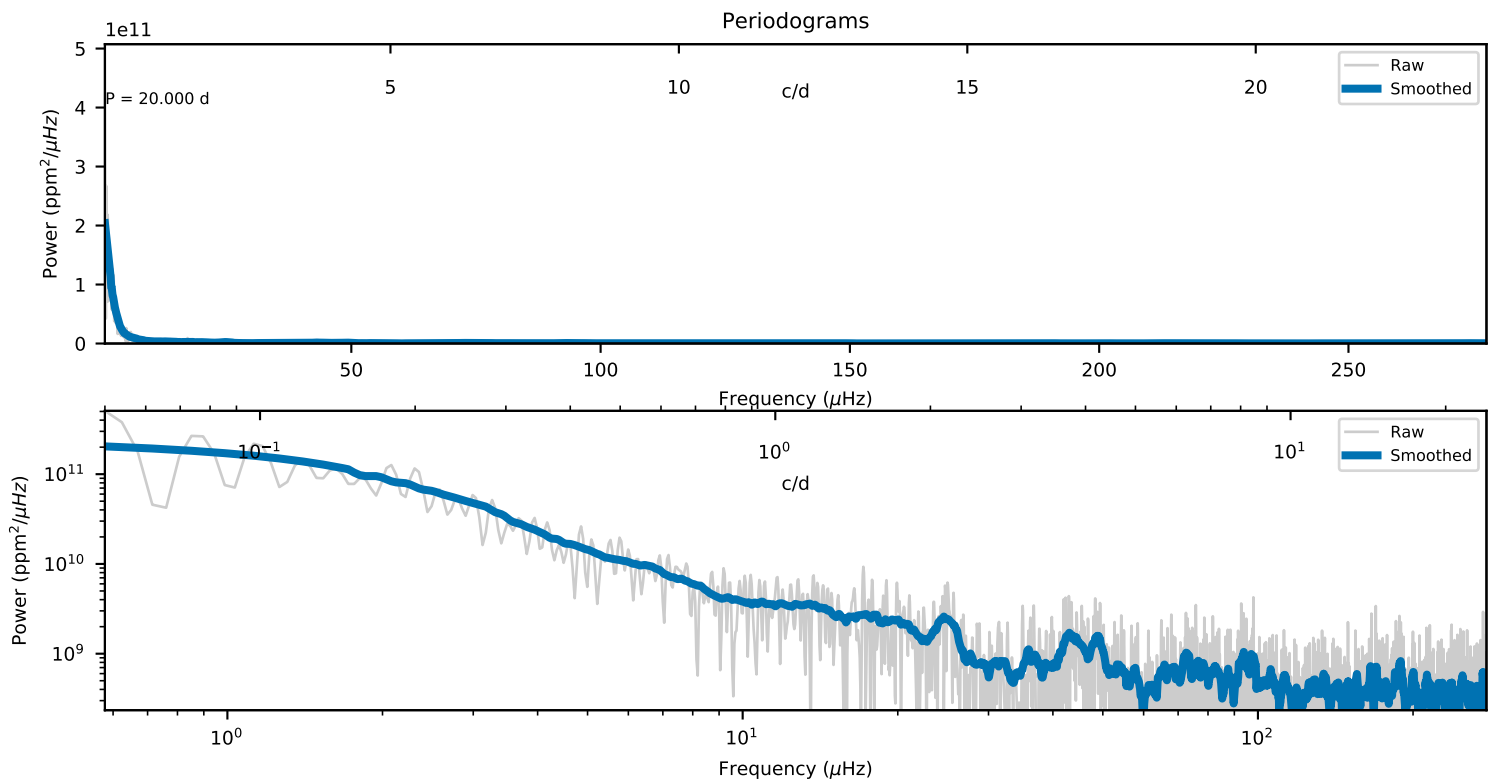 Periodograms
1e11
5 10 15 20
c/d
P = 20.000 d
Raw
Smoothed
5
4
3
2
1
0
Power (ppm²/μHz)
50 100 150 200 250
Frequency (μHz)
10⁻¹ 10⁰ 10¹
c/d
Raw
Smoothed
10¹¹
10¹⁰
10⁹
Power (ppm²/μHz)
10⁰ 10¹ 10²
Frequency (μHz)